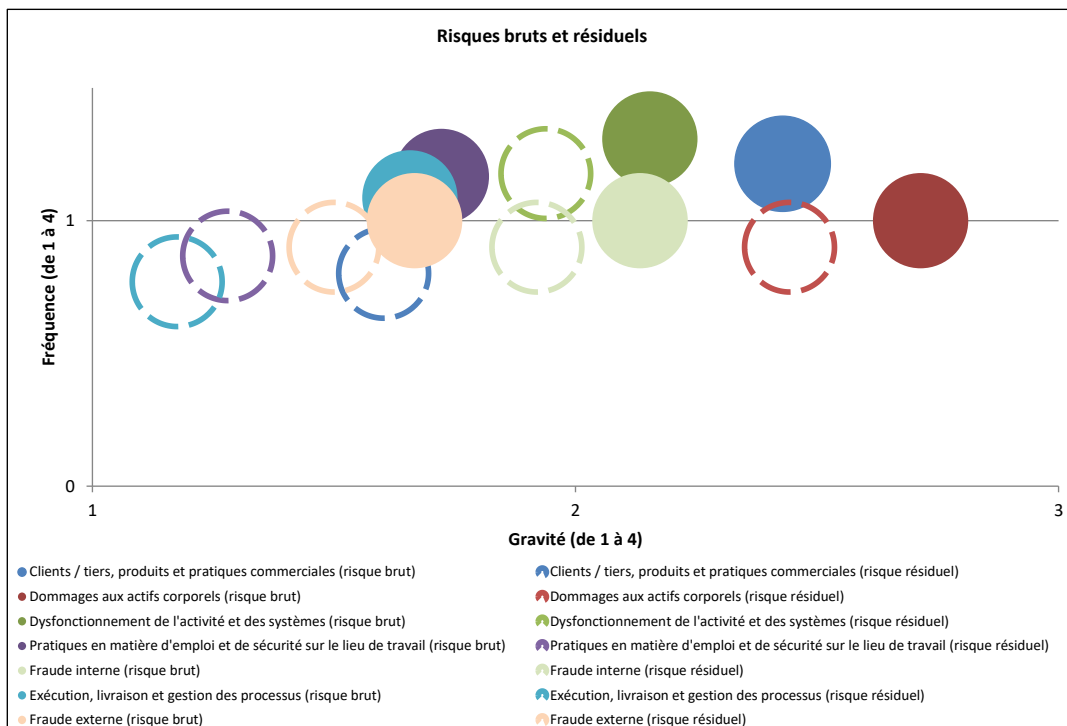 Risques bruts et résiduels
Fréquence (de 1 à 4)
1
0
1
2
3
Gravité (de 1 à 4)
Clients / tiers, produits et pratiques commerciales (risque brut)
Clients / tiers, produits et pratiques commerciales (risque résiduel)
Dommages aux actifs corporels (risque brut)
Dommages aux actifs corporels (risque résiduel)
Dysfonctionnement de l'activité et des systèmes (risque brut)
Dysfonctionnement de l'activité et des systèmes (risque résiduel)
Pratiques en matière d'emploi et de sécurité sur le lieu de travail (risque brut)
Pratiques en matière d'emploi et de sécurité sur le lieu de travail (risque résiduel)
Fraude interne (risque brut)
Fraude interne (risque résiduel)
Exécution, livraison et gestion des processus (risque brut)
Exécution, livraison et gestion des processus (risque résiduel)
Fraude externe (risque brut)
Fraude externe (risque résiduel)